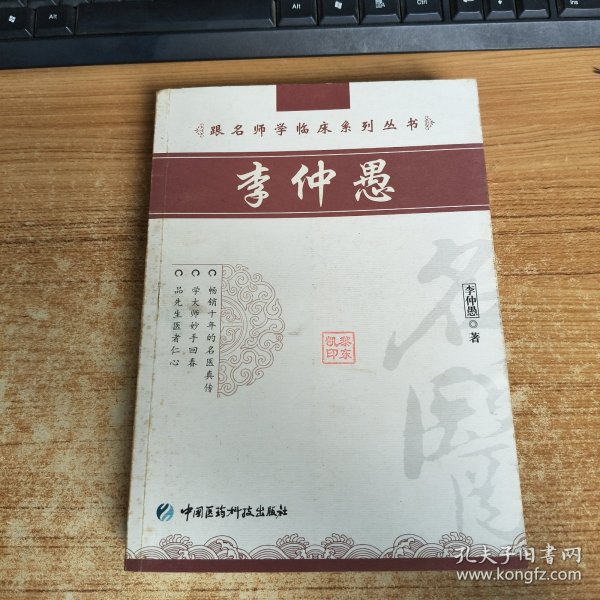 Alt
Alt
Ctrl
跟名师学临床系列丛书
李仲愚
名医
李仲愚 ◎ 著
畅销十年的名医真传
学大师妙手回春
品先生医者仁心
中国医药科技出版社
孔夫子旧书网
www.kongfz.com